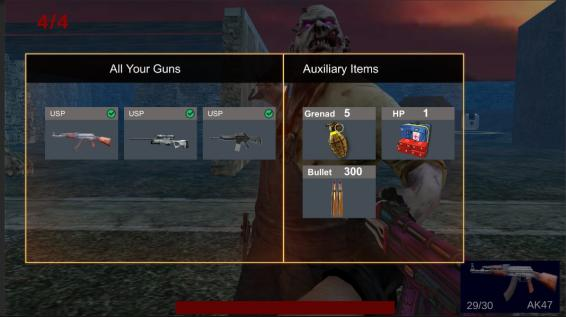 4/4
All Your Guns
Auxiliary Items
USP
USP
USP
Grenad 5
HP 1
Bullet 300
29/30 AK47